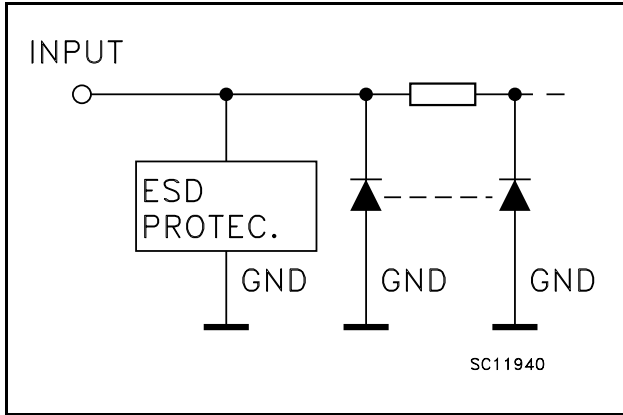 INPUT
ESD
PROTEC.
GND
GND
GND
SC11940